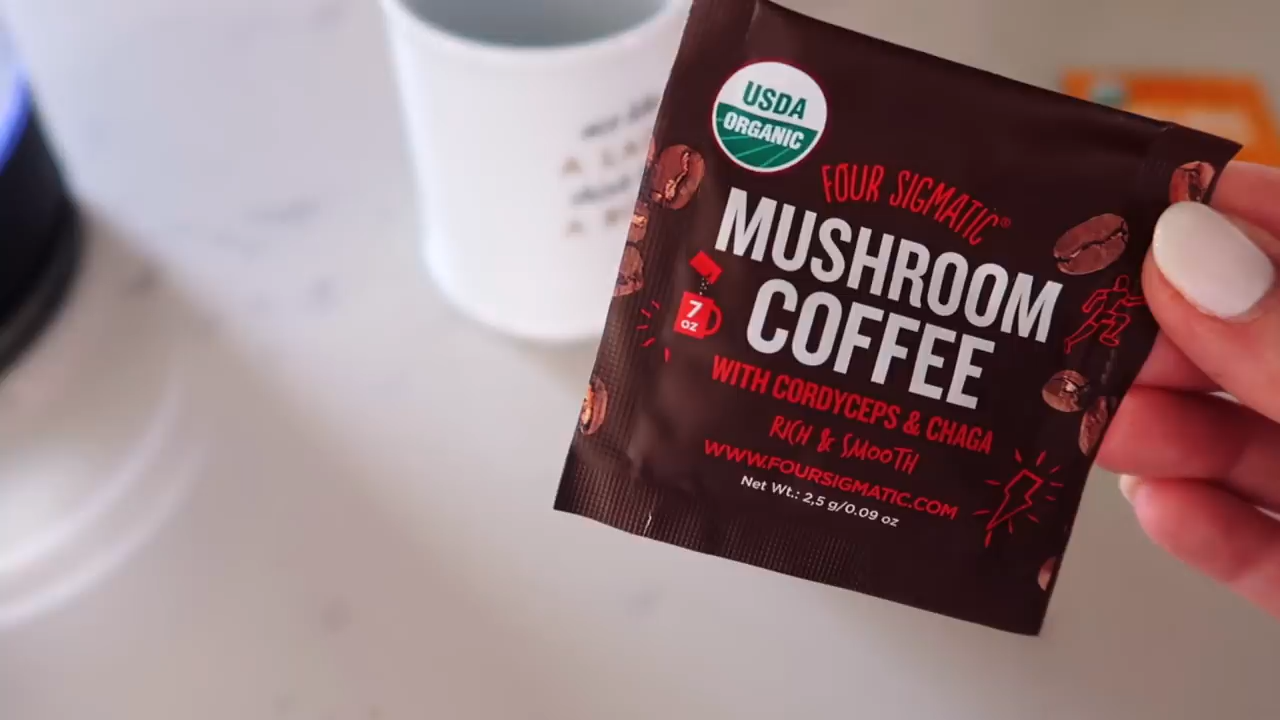 USDA
ORGANIC
FOUR SIGMATIC®
MUSHROOM
COFFEE
7
oz
WITH CORDYCEPS & CHAGA
RICH & SMOOTH
WWW.FOURSIGMATIC.COM
Net Wt.: 2,5 g/0.09 oz